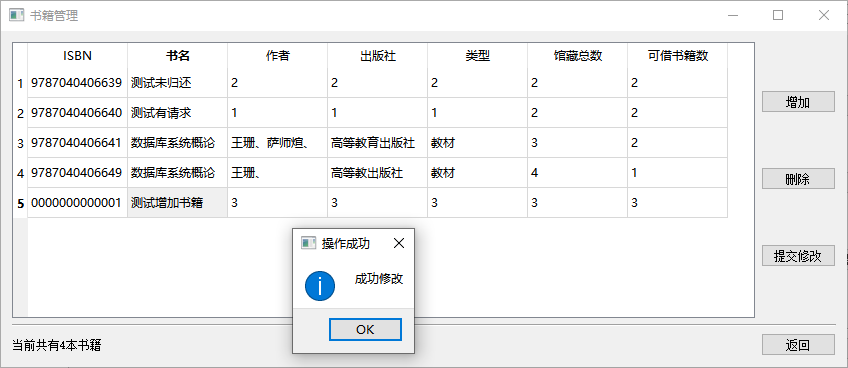 书籍管理
ISBN 书名 作者 出版社 类型 馆藏总数 可借书籍数
1 9787040406639 测试未归还 2 2 2 2 2
增加
2 9787040406640 测试有请求 1 1 1 2 2
3 9787040406641 数据库系统概论 王珊、萨师煊、 高等教育出版社 教材 3 2
4 9787040406649 数据库系统概论 王珊、 高等教出版社 教材 4 1
删除
5 0000000000001 测试增加书籍 3 3 3 3 3
操作成功
提交修改
成功修改
OK
当前共有4本书籍
返回